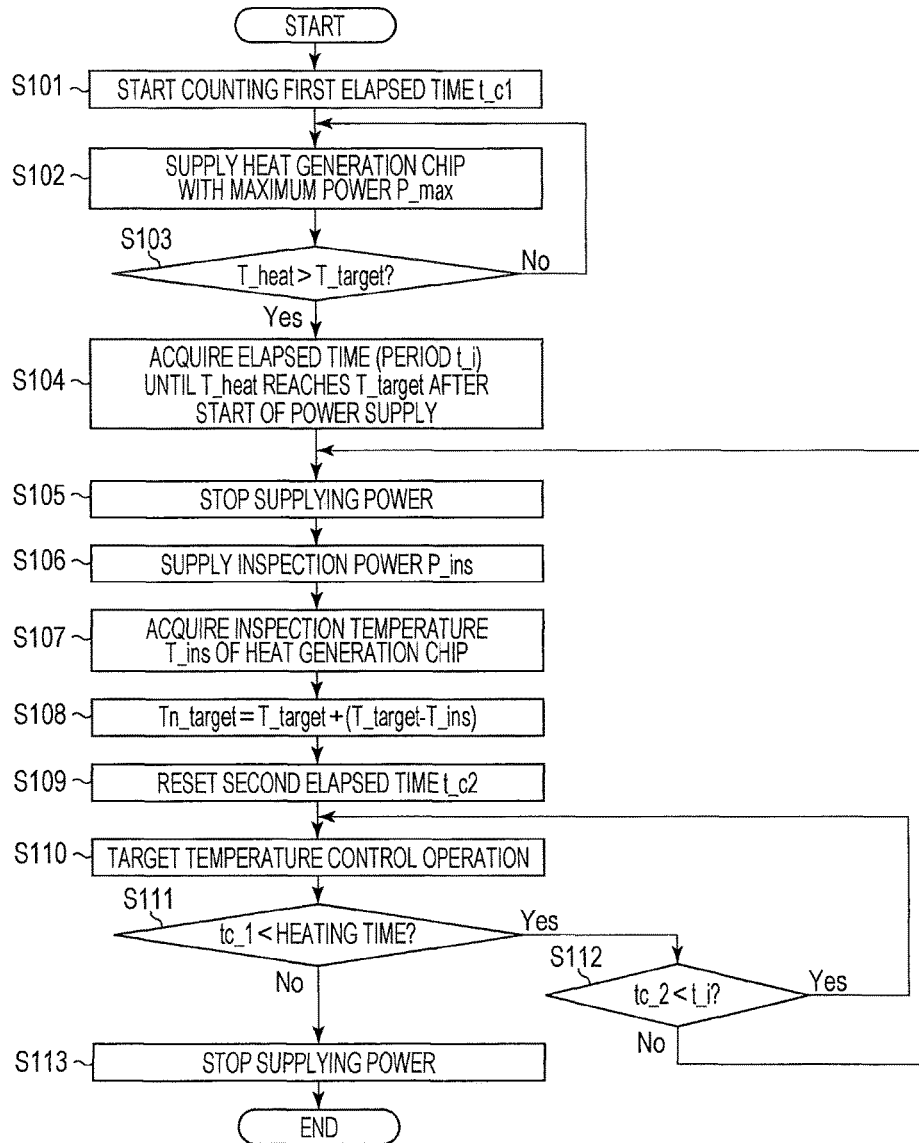 START
S101
START COUNTING FIRST ELAPSED TIME t_c1
S102
SUPPLY HEAT GENERATION CHIP
WITH MAXIMUM POWER P_max
S103
T_heat > T_target?
No
Yes
S104
ACQUIRE ELAPSED TIME (PERIOD t_i)
UNTIL T_heat REACHES T_target AFTER
START OF POWER SUPPLY
S105
STOP SUPPLYING POWER
S106
SUPPLY INSPECTION POWER P_ins
S107
ACQUIRE INSPECTION TEMPERATURE
T_ins OF HEAT GENERATION CHIP
S108
Tn_target = T_target + (T_target-T_ins)
S109
RESET SECOND ELAPSED TIME t_c2
S110
TARGET TEMPERATURE CONTROL OPERATION
S111
tc_1 < HEATING TIME?
Yes
No
S112
tc_2 < t_i?
Yes
No
S113
STOP SUPPLYING POWER
END